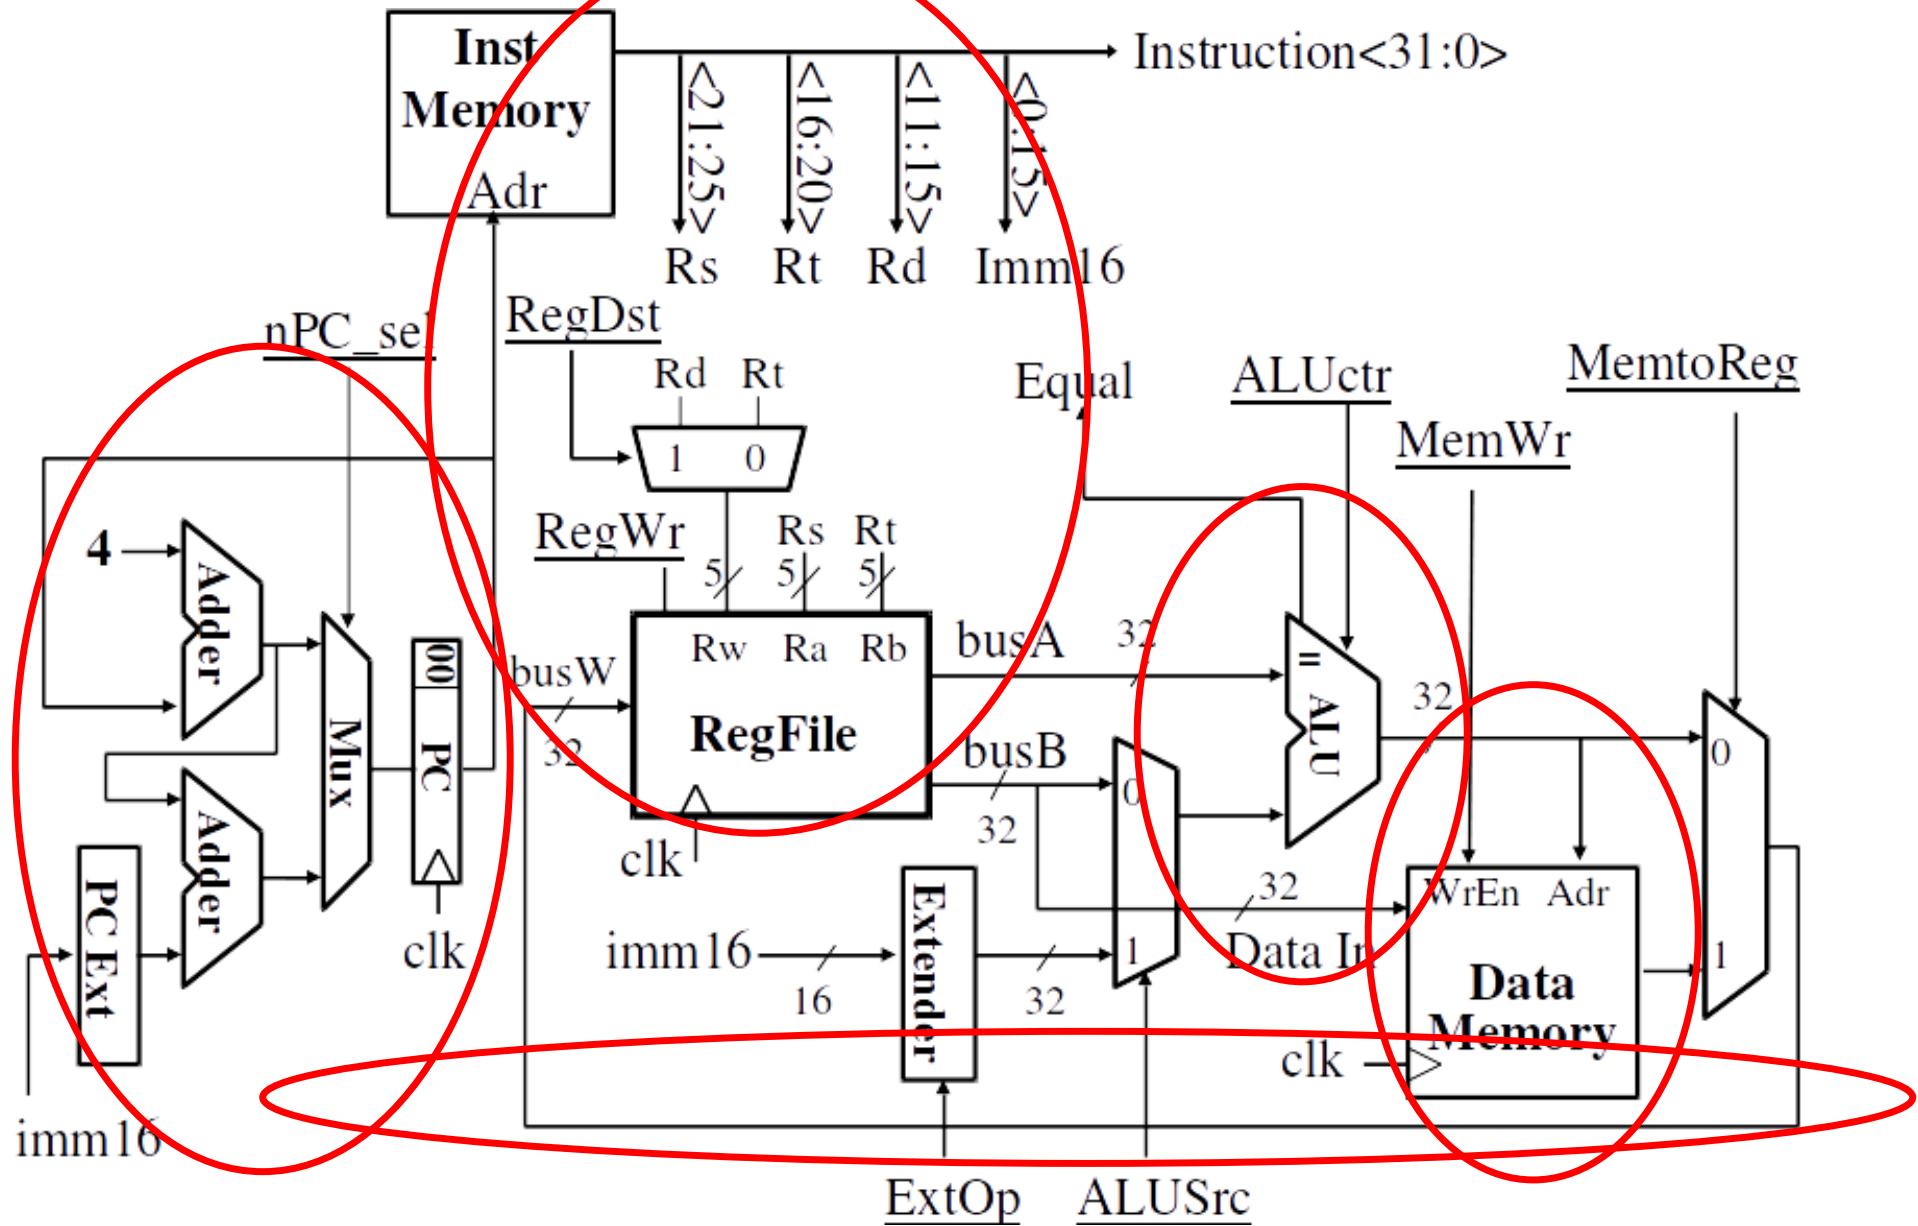 Inst
Memory
Adr
Instruction<31:0>
<21:25>
<16:20>
<11:15>
<0:15>
Rs
Rt
Rd
Imm16
nPC_sel
RegDst
Rd
Rt
1
0
Equal
ALUctr
MemtoReg
MemWr
RegWr
5
Rs
5
Rt
5
4
Adder
Adder
Mux
00
PC
clk
PC Ext
imm16
busW
32
Rw
Ra
Rb
RegFile
clk
busA
32
busB
32
0
1
=
ALU
32
0
1
imm16
16
Extender
32
32
Data In
WrEn
Adr
Data
Memory
clk
ExtOp
ALUSrc